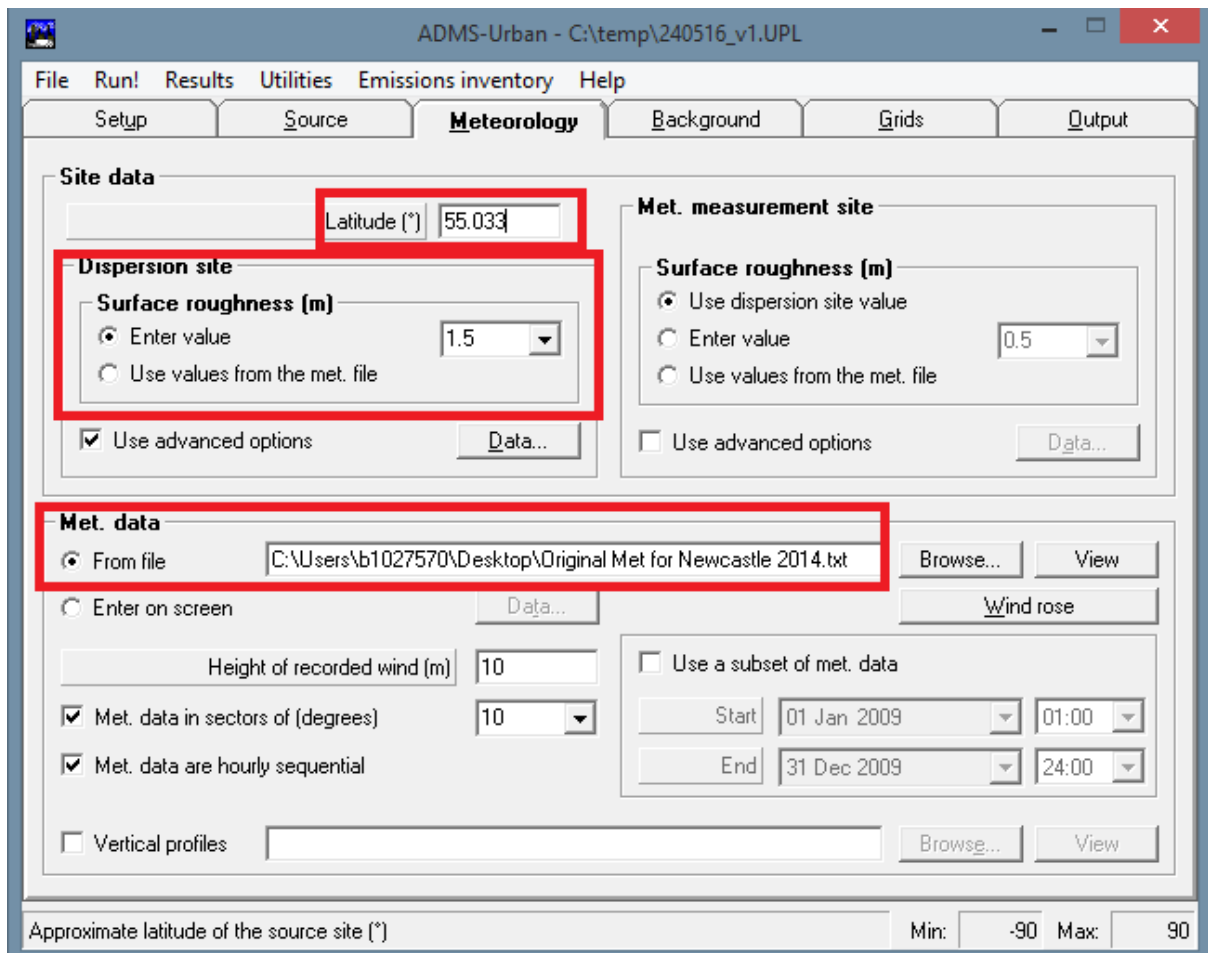 ADMS-Urban - C:\temp\240516_v1.UPL
File Run! Results Utilities Emissions inventory Help
Setup Source Meteorology Background Grids Output
Site data
Latitude (°) 55.033
Met. measurement site
Dispersion site
Surface roughness (m)
Enter value 1.5
Use values from the met. file
Use advanced options Data...
Surface roughness (m)
Use dispersion site value
Enter value 0.5
Use values from the met. file
Use advanced options Data...
Met. data
From file C:\Users\b1027570\Desktop\Original Met for Newcastle 2014.txt Browse... View
Enter on screen Data... Wind rose
Height of recorded wind (m) 10
Met. data in sectors of (degrees) 10
Met. data are hourly sequential
Use a subset of met. data
Start 01 Jan 2009 01:00
End 31 Dec 2009 24:00
Vertical profiles Browse... View
Approximate latitude of the source site (°) Min: -90 Max: 90